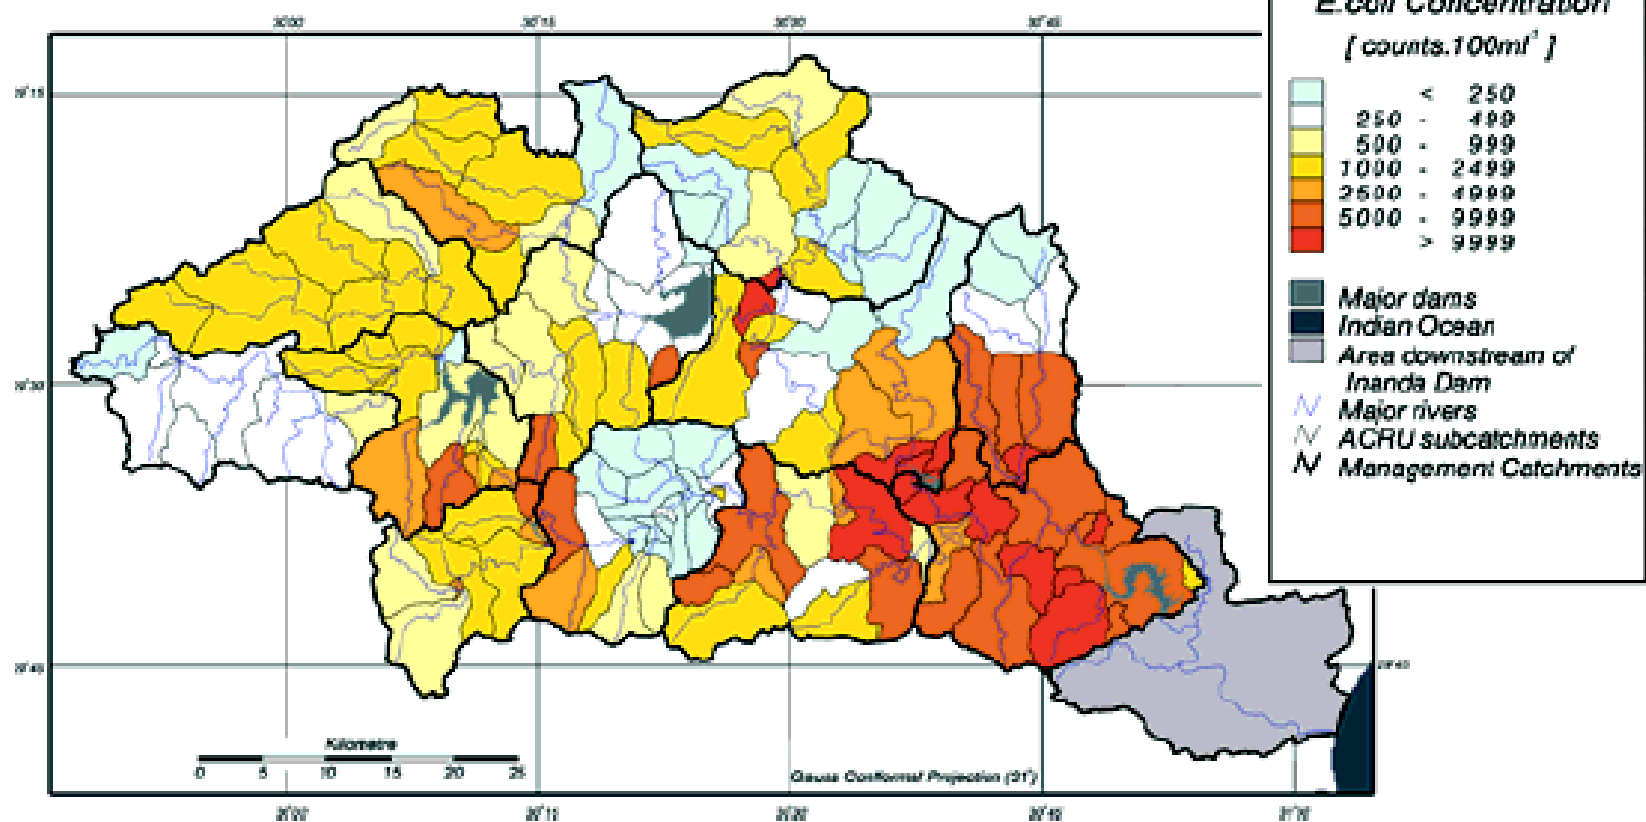 E.coli Concentration
[ counts.100ml⁻¹ ]
< 250
250 - 499
500 - 999
1000 - 2499
2500 - 4999
5000 - 9999
> 9999
Major dams
Indian Ocean
Area downstream of
Inanda Dam
Major rivers
ACRU subcatchments
Management Catchments
Kilometre
0 5 10 15 20 25
Gauss Conformal Projection (31°)